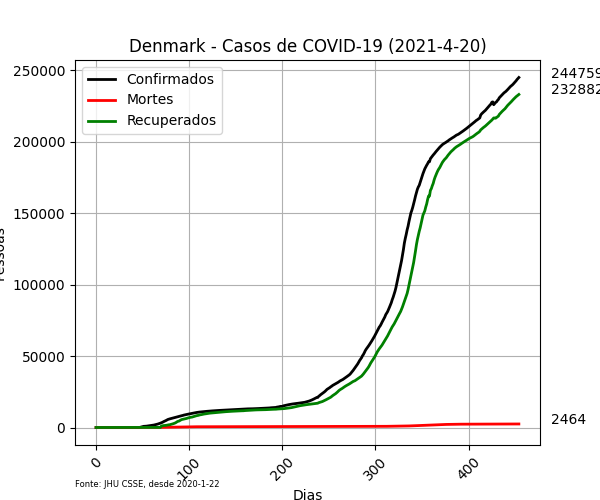 Denmark - Casos de COVID-19 (2021-4-20)
Confirmados
Mortes
Recuperados
250000
200000
150000
100000
50000
0
244759
232882
2464
0
100
200
300
400
Dias
Fonte: JHU CSSE, desde 2020-1-22